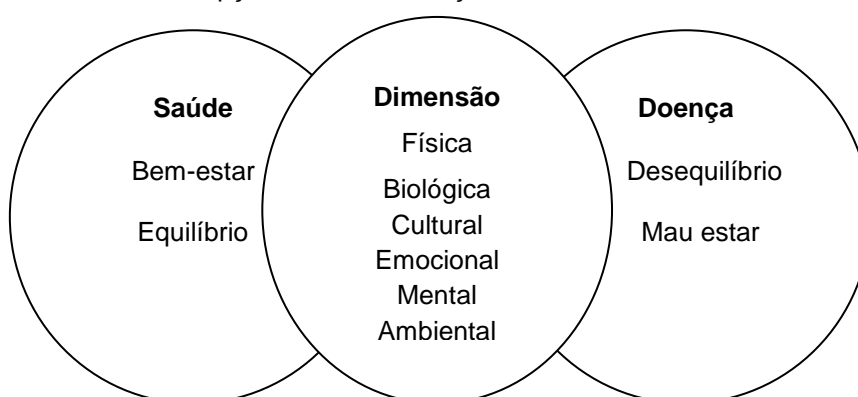 Saúde
Bem-estar
Equilíbrio
Dimensão
Física
Biológica
Cultural
Emocional
Mental
Ambiental
Doença
Desequilíbrio
Mau estar